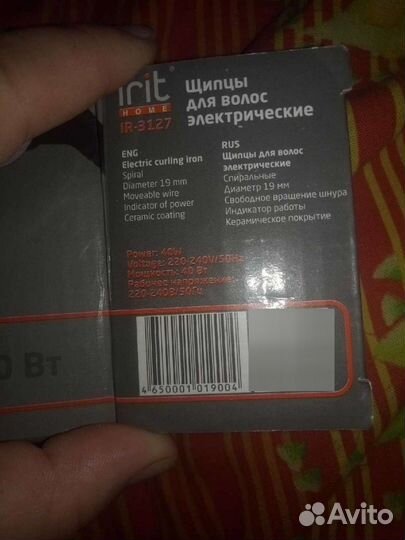 irit
HOME
IR-3127
Щипцы
для волос
электрические
ENG
Electric curling iron
Spiral
Diameter 19 mm
Moveable wire
Indicator of power
Ceramic coating
RUS
Щипцы для волос
электрические
Спиральные
Диаметр 19 мм
Свободное вращение шнура
Индикатор работы
Керамическое покрытие
Power: 40W
Voltage: 220-240V/50Hz
Мощность: 40 Вт
Рабочее напряжение:
220-240В/50Гц
0 Вт
4 650001 019004
Avito